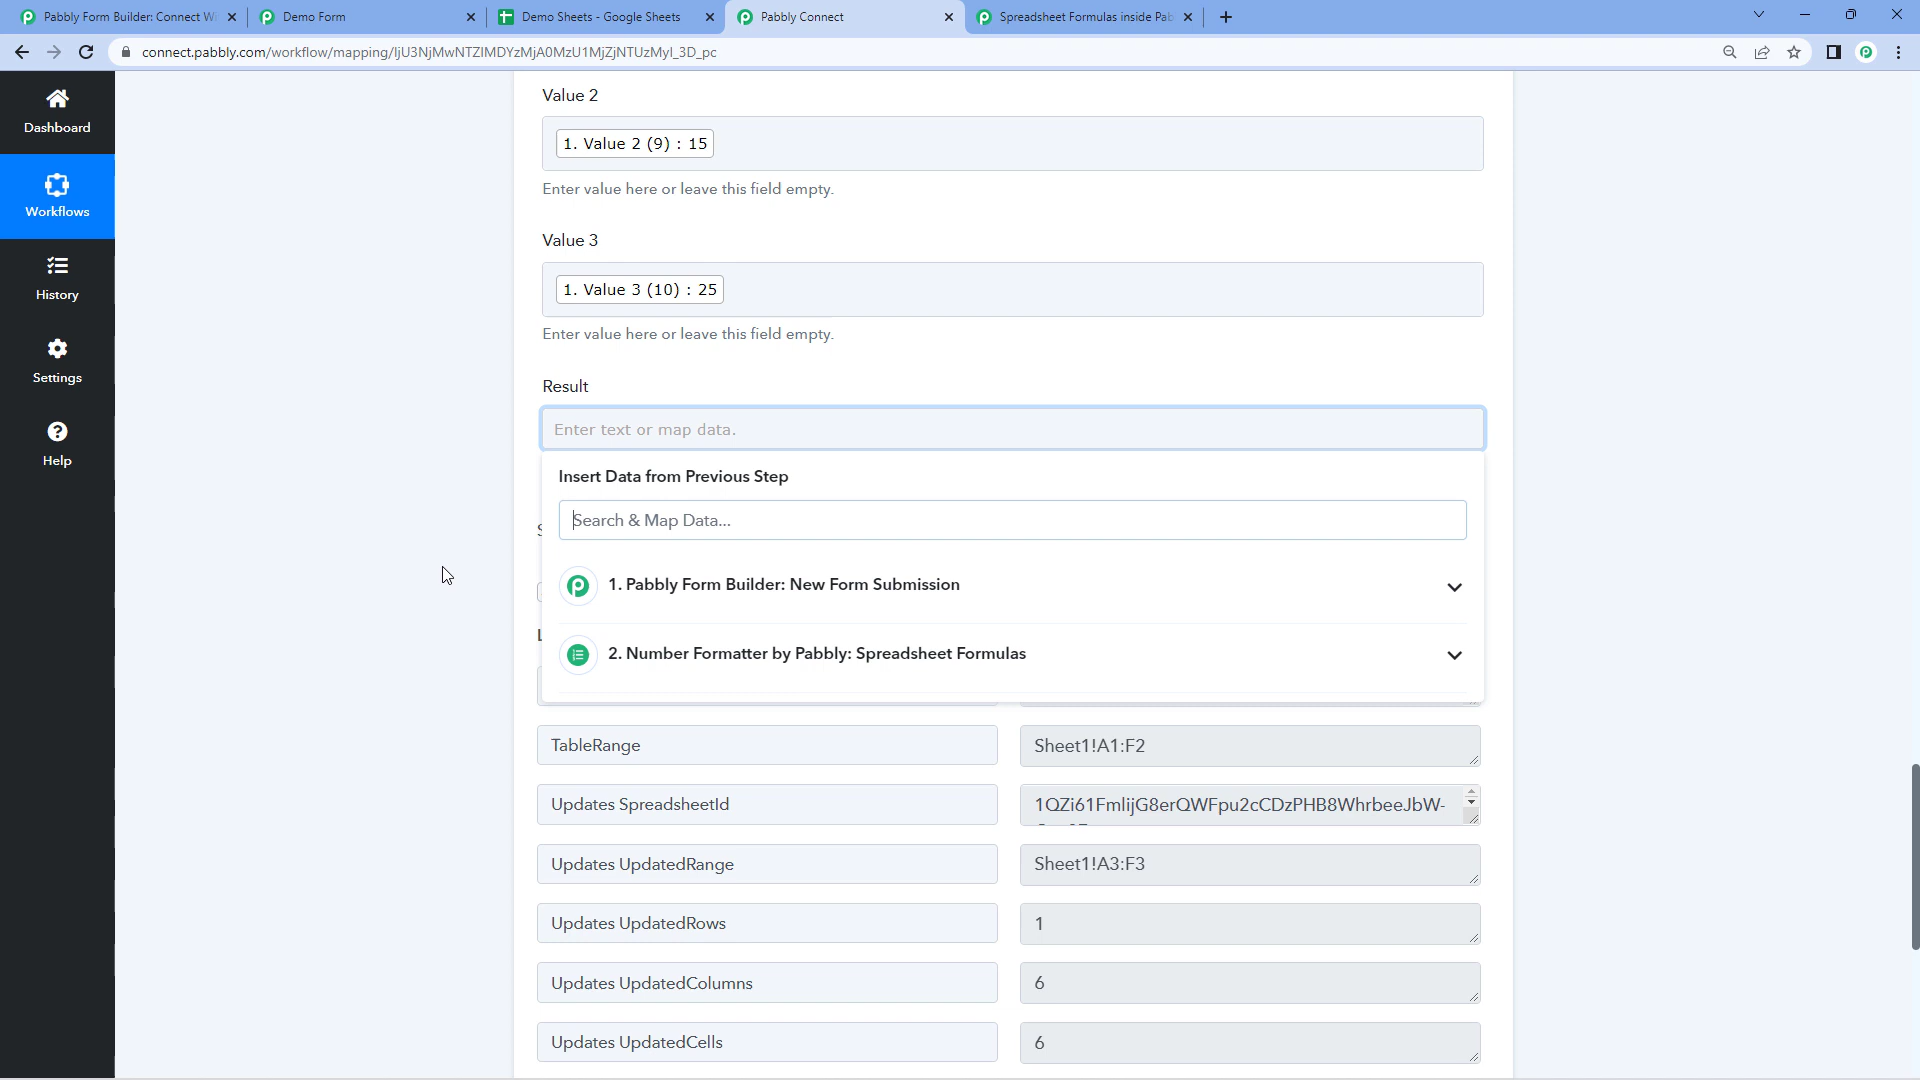 Pabbly Form Builder: Connect Wi
Demo Form
Demo Sheets - Google Sheets
Pabbly Connect
Spreadsheet Formulas inside Pab
connect.pabbly.com/workflow/mapping/IjU3NjMwNTZlMDYzMjA0MzU1MjZjNTUzMyI_3D_pc
Dashboard
Workflows
History
Settings
Help
Value 2
1. Value 2 (9) : 15
Enter value here or leave this field empty.
Value 3
1. Value 3 (10) : 25
Enter value here or leave this field empty.
Result
Enter text or map data.
Insert Data from Previous Step
Search & Map Data...
1. Pabbly Form Builder: New Form Submission
2. Number Formatter by Pabbly: Spreadsheet Formulas
TableRange
Sheet1!A1:F2
Updates SpreadsheetId
1QZi61FmlijG8erQWFpu2cCDzPHB8WhrbeeJbW-
Updates UpdatedRange
Sheet1!A3:F3
Updates UpdatedRows
1
Updates UpdatedColumns
6
Updates UpdatedCells
6